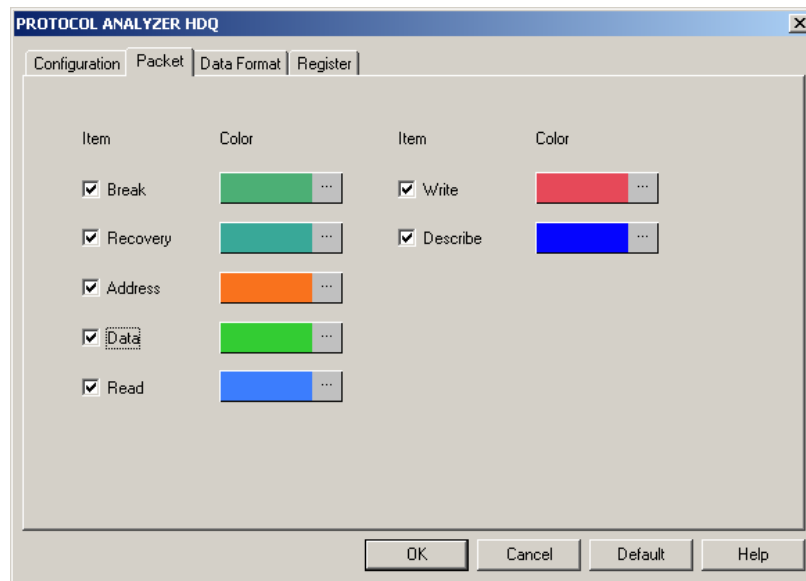 PROTOCOL ANALYZER HDQ
Configuration Packet Data Format Register
Item Color Item Color
Break ... Write ...
Recovery ... Describe ...
Address ...
Data ...
Read ...
OK Cancel Default Help